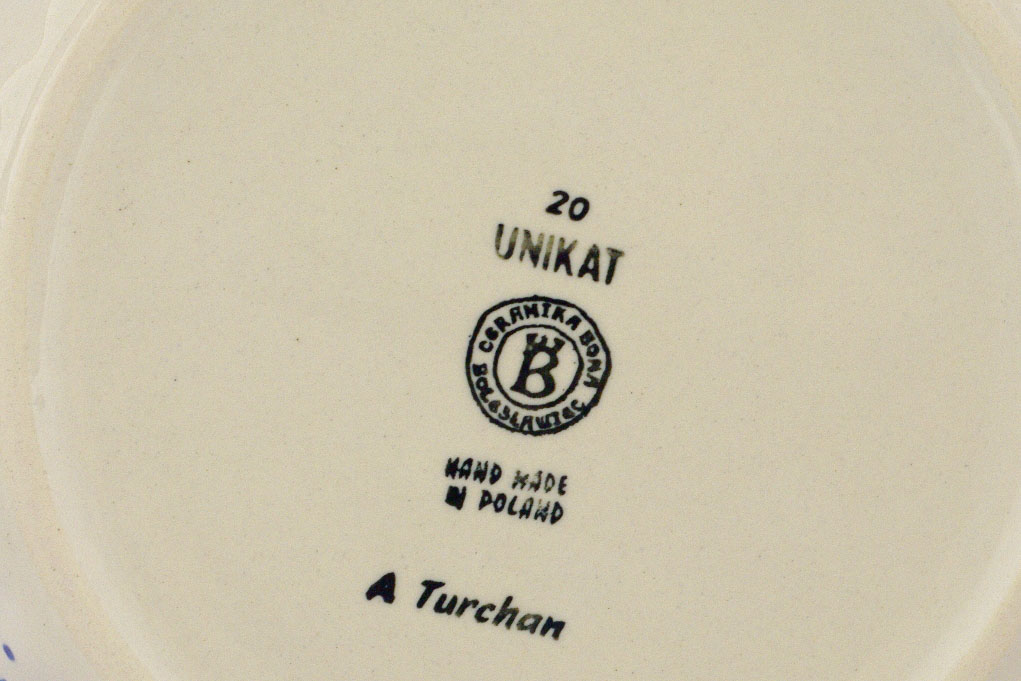 20
UNIKAT
CERAMIKA BONA
B
BOLESŁAWIEC
HAND MADE
IN POLAND
A Turchan